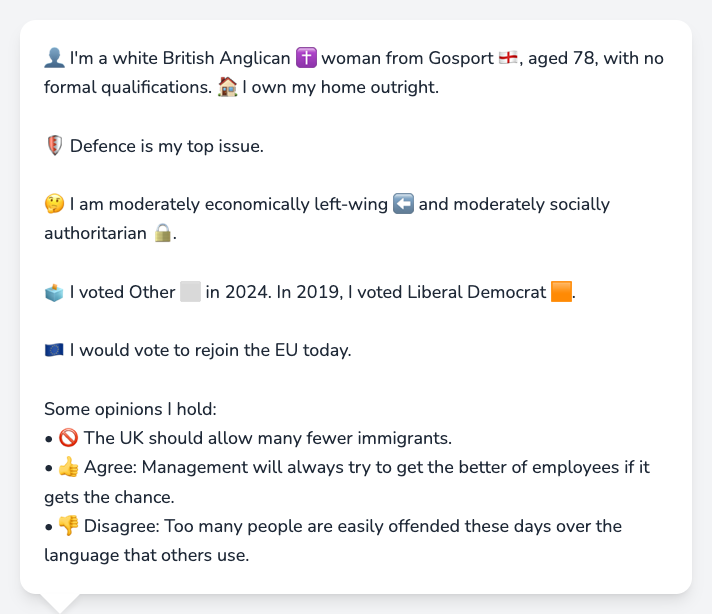 👤 I'm a white British Anglican ✝️ woman from Gosport 🏴󠁧󠁢󠁥󠁮󠁧󠁿, aged 78, with no
formal qualifications. 🏠 I own my home outright.
🛡️ Defence is my top issue.
🤔 I am moderately economically left-wing ⬅️ and moderately socially
authoritarian 🔒.
🗳️ I voted Other ⬜ in 2024. In 2019, I voted Liberal Democrat 🟧.
🇪🇺 I would vote to rejoin the EU today.
Some opinions I hold:
• 🚫 The UK should allow many fewer immigrants.
• 👍 Agree: Management will always try to get the better of employees if it
gets the chance.
• 👎 Disagree: Too many people are easily offended these days over the
language that others use.